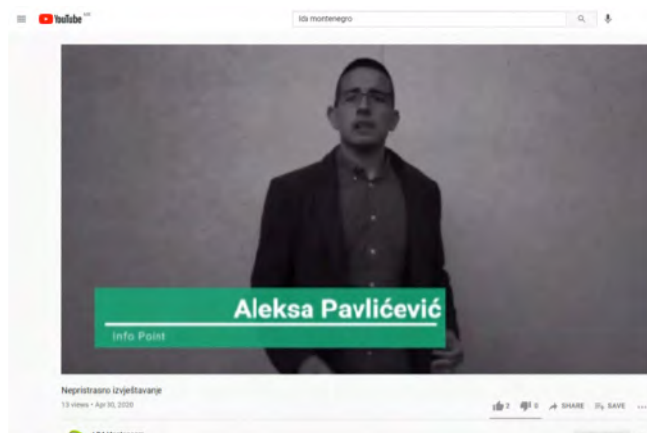 YouTube
lda montenegro
Aleksa Pavlićević
Info Point
Nepristrasno izvještavanje
13 views • Apr 30, 2020
2
0
SHARE
SAVE